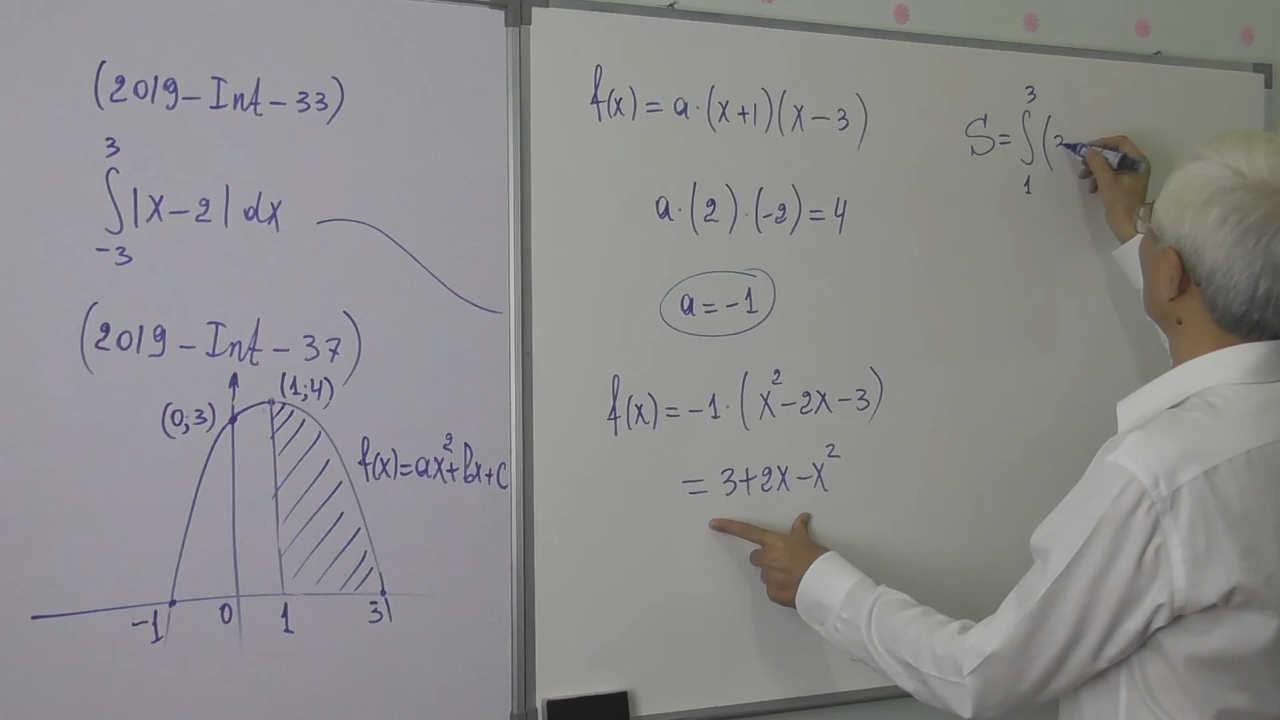 (2019-Int-33)
3
∫|x-2| dx
-3
(2019-Int-37)
(1;4)
(0;3)
f(x)=ax²+bx+c
-1 0 1 3
f(x)=a·(x+1)(x-3)
a·(2)·(-2)=4
a=-1
f(x)=-1·(x²-2x-3)
=3+2x-x²
3
S=∫(
1